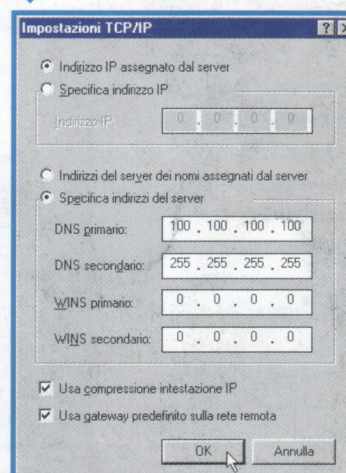 Impostazioni TCP/IP
Indirizzo IP assegnato dal server
Specifica indirizzo IP
Indirizzo IP: 0 . 0 . 0 . 0
Indirizzi del server dei nomi assegnati dal server
Specifica indirizzi del server
DNS primario: 100 . 100 . 100 . 100
DNS secondario: 255 . 255 . 255 . 255
WINS primario: 0 . 0 . 0 . 0
WINS secondario: 0 . 0 . 0 . 0
Usa compressione intestazione IP
Usa gateway predefinito sulla rete remota
OK Annulla